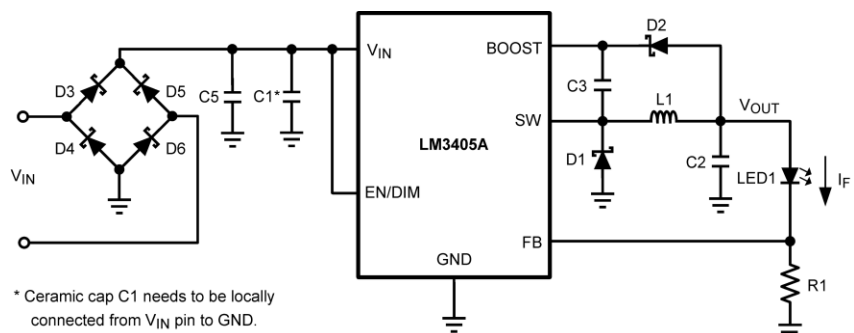 D2
V_IN
BOOST
D3
D5
C5
C1*
C3
L1
V_OUT
SW
LM3405A
D4
D6
D1
C2
V_IN
EN/DIM
LED1
I_F
FB
GND
R1
* Ceramic cap C1 needs to be locally
connected from V_IN pin to GND.